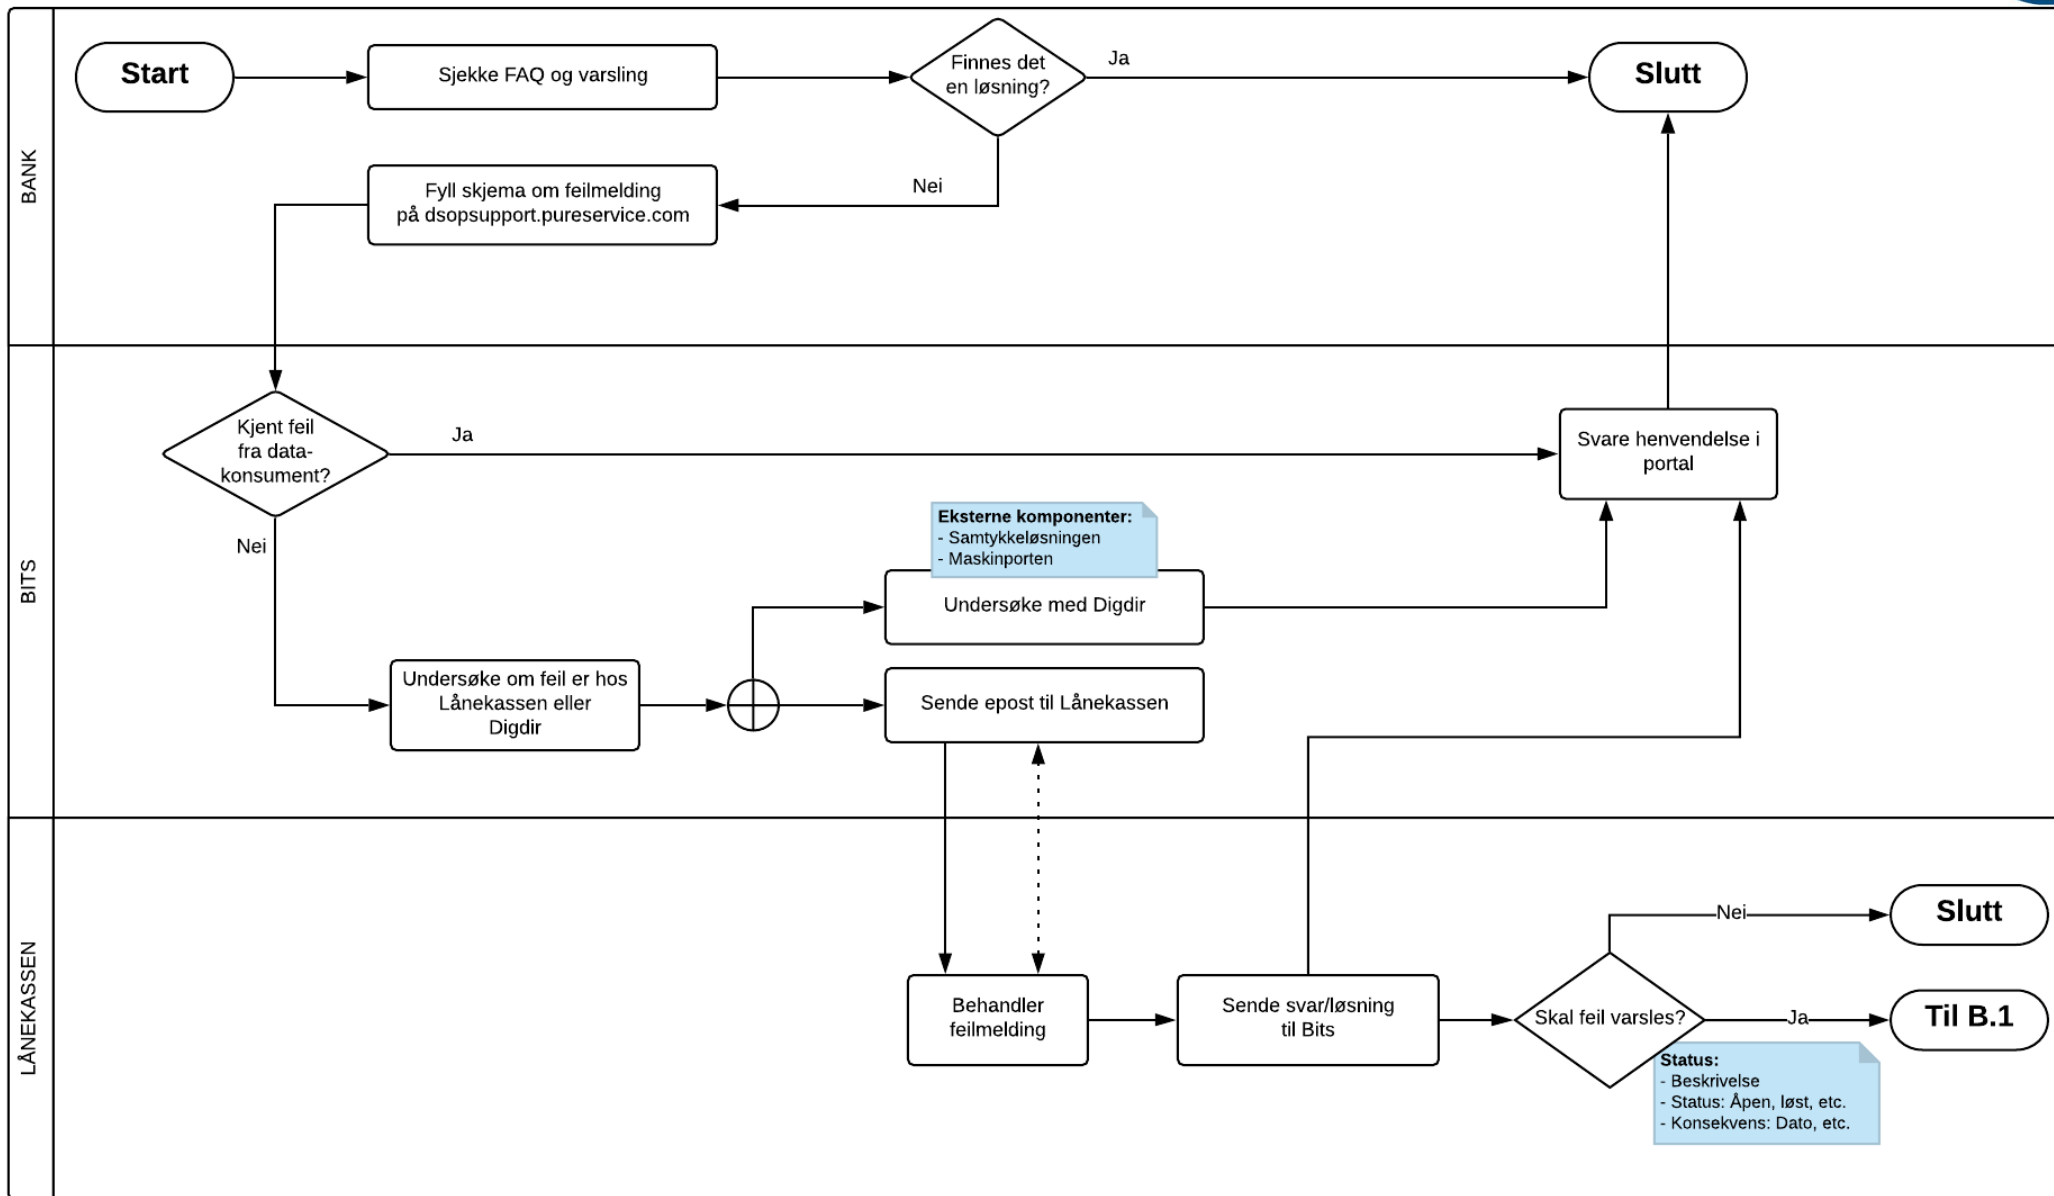 BANK
Start
Sjekke FAQ og varsling
Finnes det
en løsning?
Ja
Slutt
Fyll skjema om feilmelding
på dsopsupport.pureservice.com
Nei
BITS
Kjent feil
fra data-
konsument?
Ja
Svare henvendelse i
portal
Nei
Eksterne komponenter:
- Samtykkeløsningen
- Maskinporten
Undersøke med Digdir
Undersøke om feil er hos
Lånekassen eller
Digdir
Sende epost til Lånekassen
LÅNEKASSEN
Behandler
feilmelding
Sende svar/løsning
til Bits
Skal feil varsles?
Nei
Slutt
Ja
Til B.1
Status:
- Beskrivelse
- Status: Åpen, løst, etc.
- Konsekvens: Dato, etc.